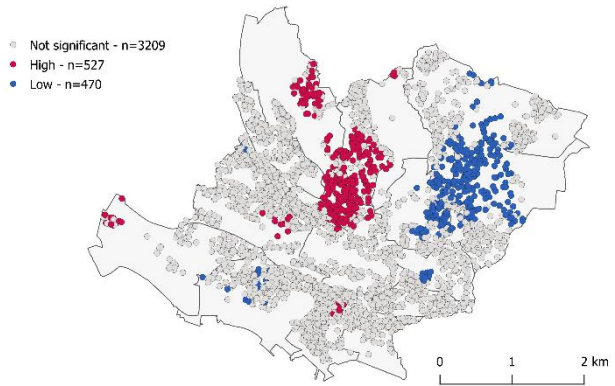 Not significant - n=3209
High - n=527
Low - n=470
0 1 2 km